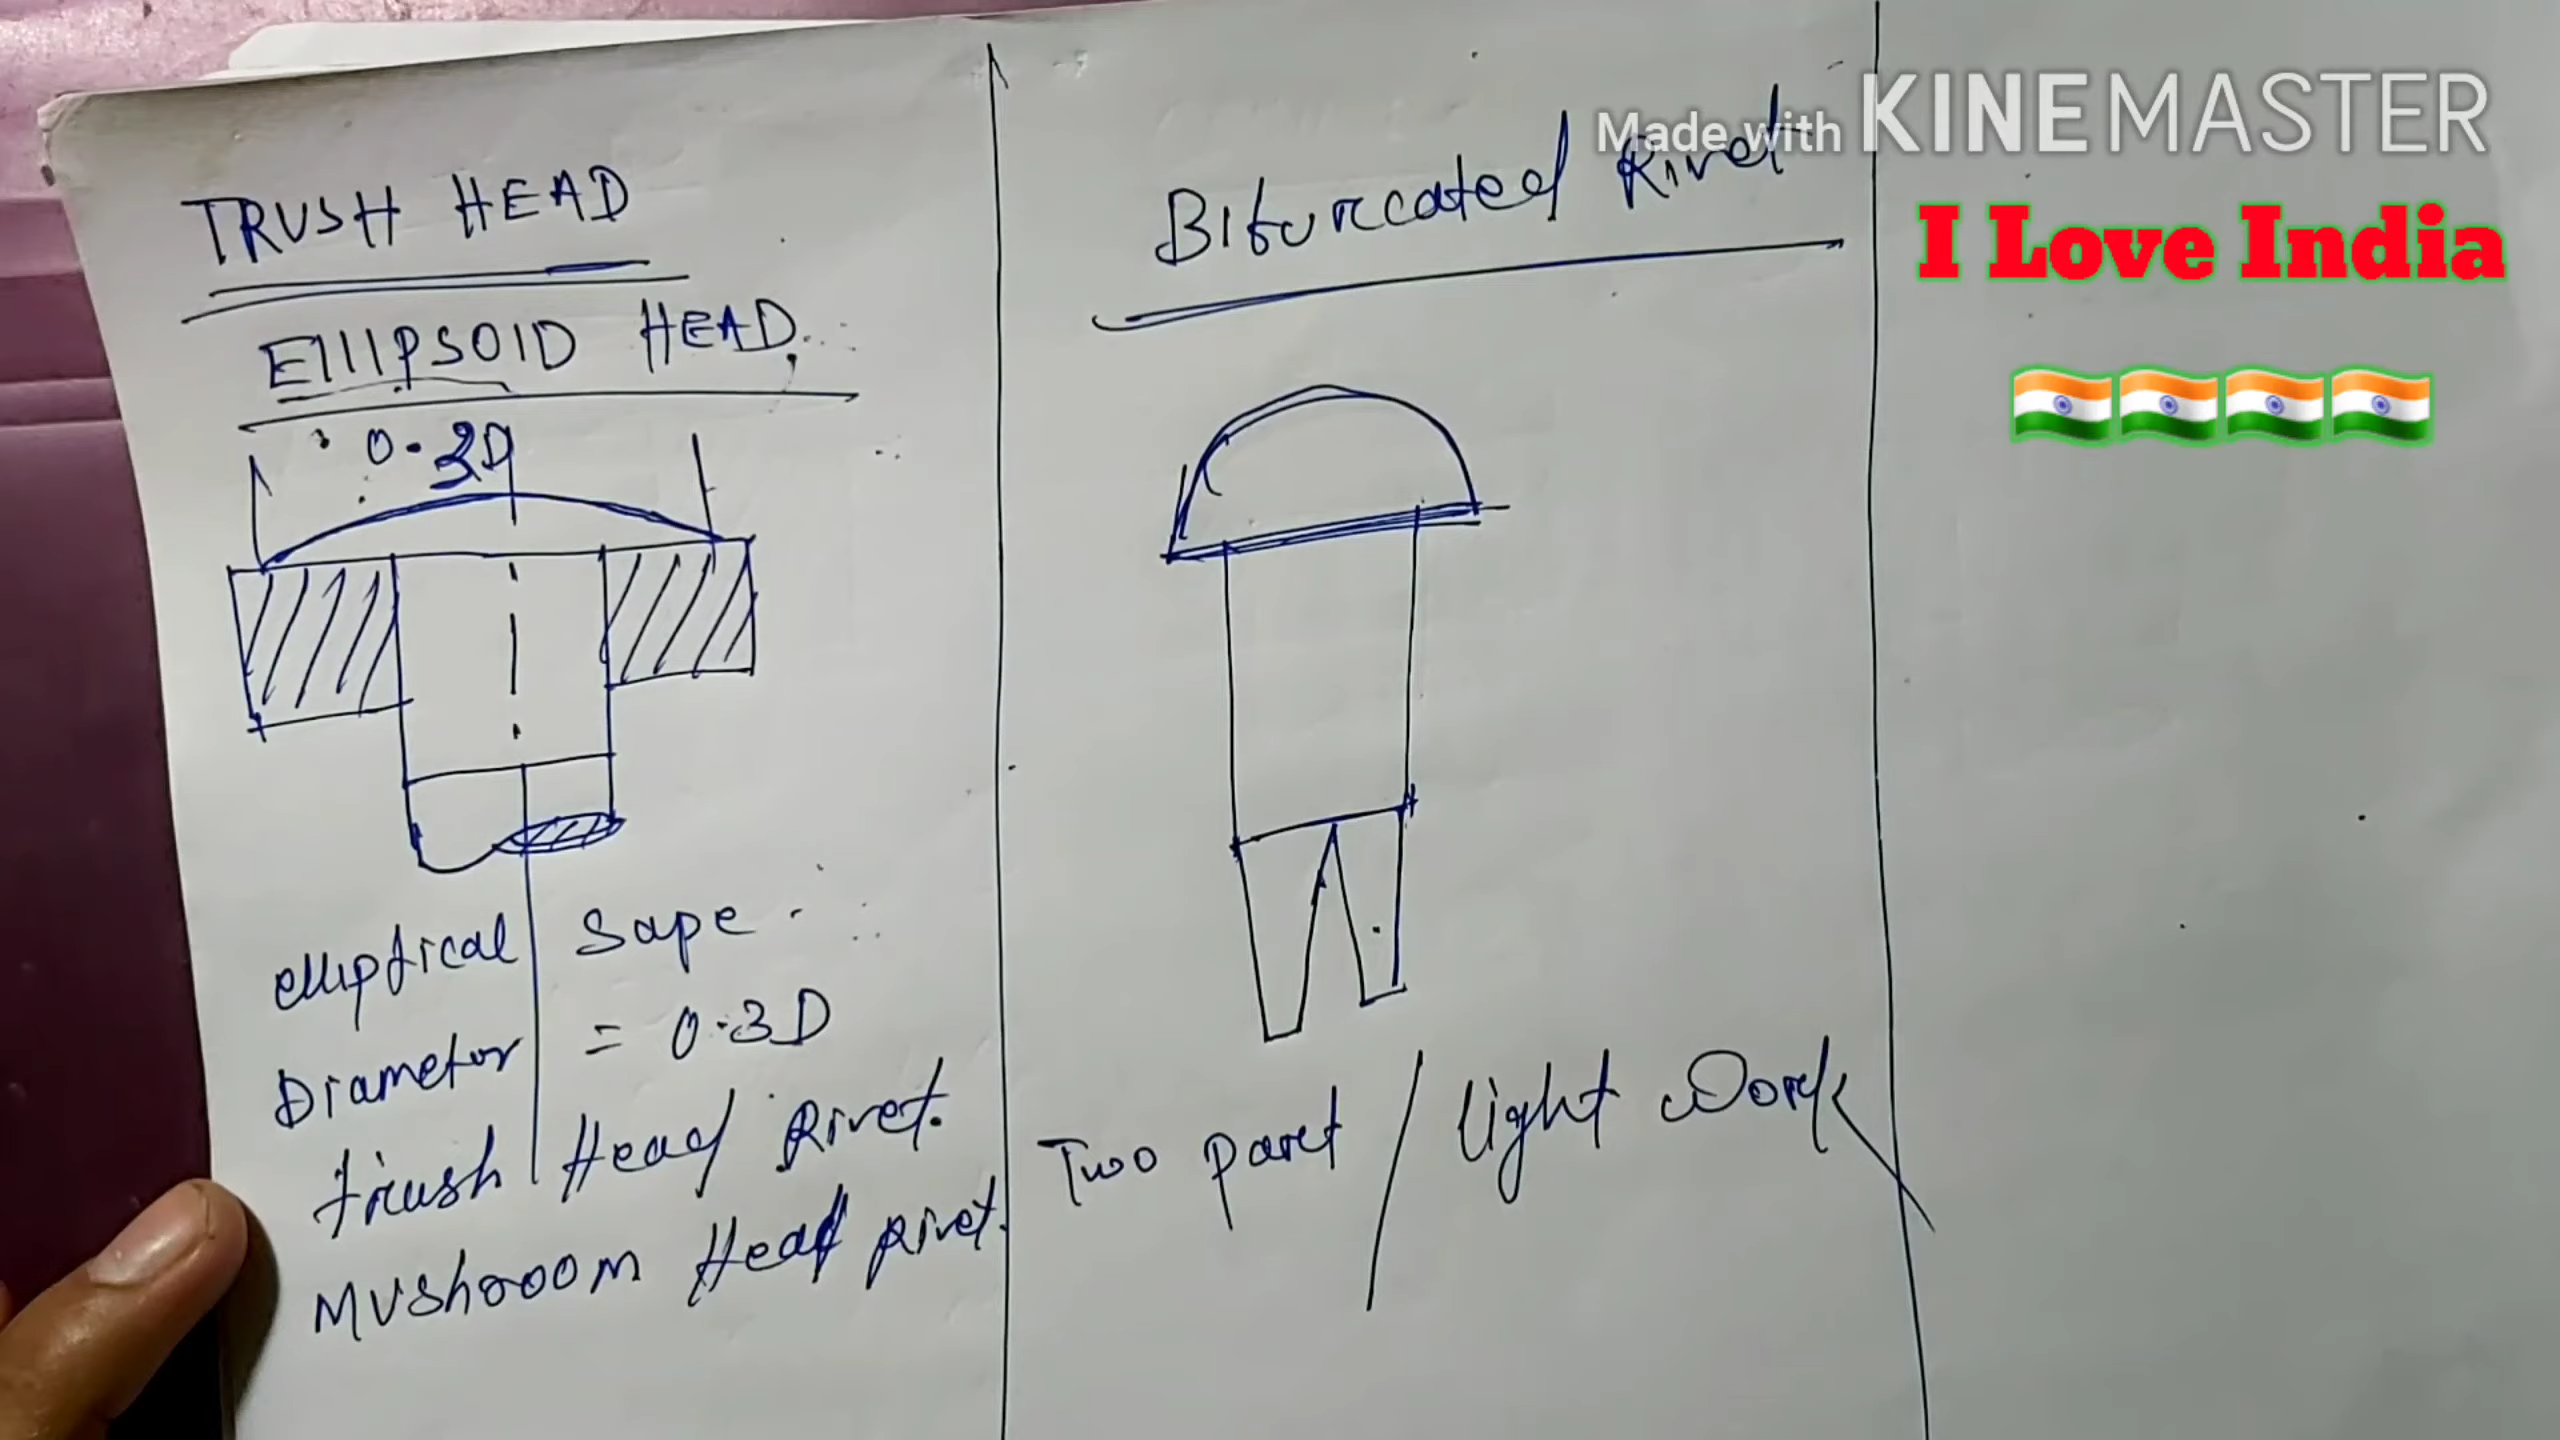 TRUSH HEAD
EllIPSOID HEAD
0.3D
elliptical Sape
Diameter = 0.3D
trush Head Rivet.
Mushroom Head Rivet.
Bifurcated Rivet
Two part / light work
Made with KINEMASTER
I Love India